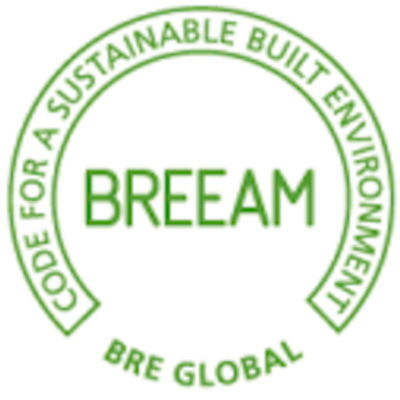 CODE FOR A SUSTAINABLE BUILT ENVIRONMENT
BREEAM
BRE GLOBAL